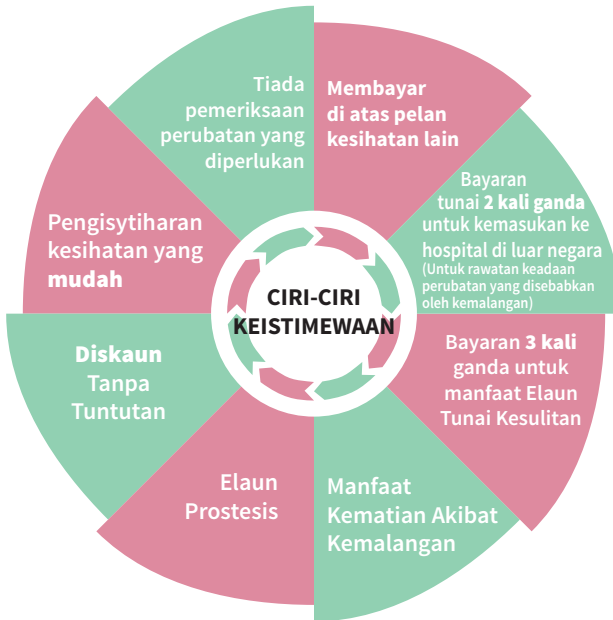 CIRI-CIRI
KEISTIMEWAAN
Membayar
di atas pelan
kesihatan lain
Bayaran
tunai 2 kali ganda
untuk kemasukan ke
hospital di luar negara
(Untuk rawatan keadaan
perubatan yang disebabkan
oleh kemalangan)
Bayaran 3 kali
ganda untuk
manfaat Elaun
Tunai Kesulitan
Manfaat
Kematian Akibat
Kemalangan
Elaun
Prostesis
Diskaun
Tanpa
Tuntutan
Pengisytiharan
kesihatan yang
mudah
Tiada
pemeriksaan
perubatan yang
diperlukan